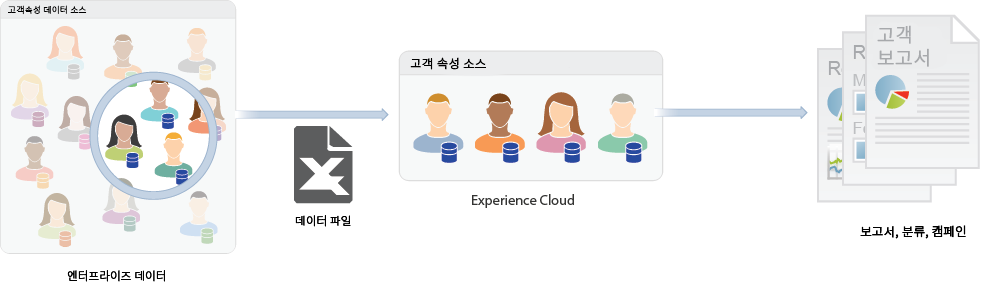 고객속성 데이터 소스
엔터프라이즈 데이터
데이터 파일
고객 속성 소스
Experience Cloud
R
R
M
Fe
고객
보고서
보고서, 분류, 캠페인